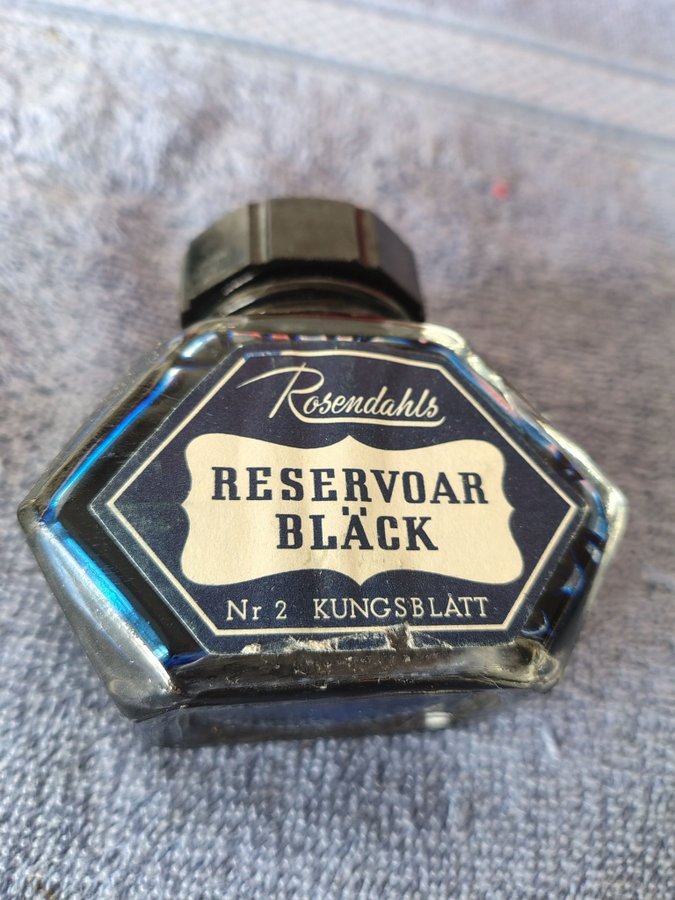 Rosendahls
RESERVOAR
BLÄCK
Nr 2 KUNGSBLÅTT